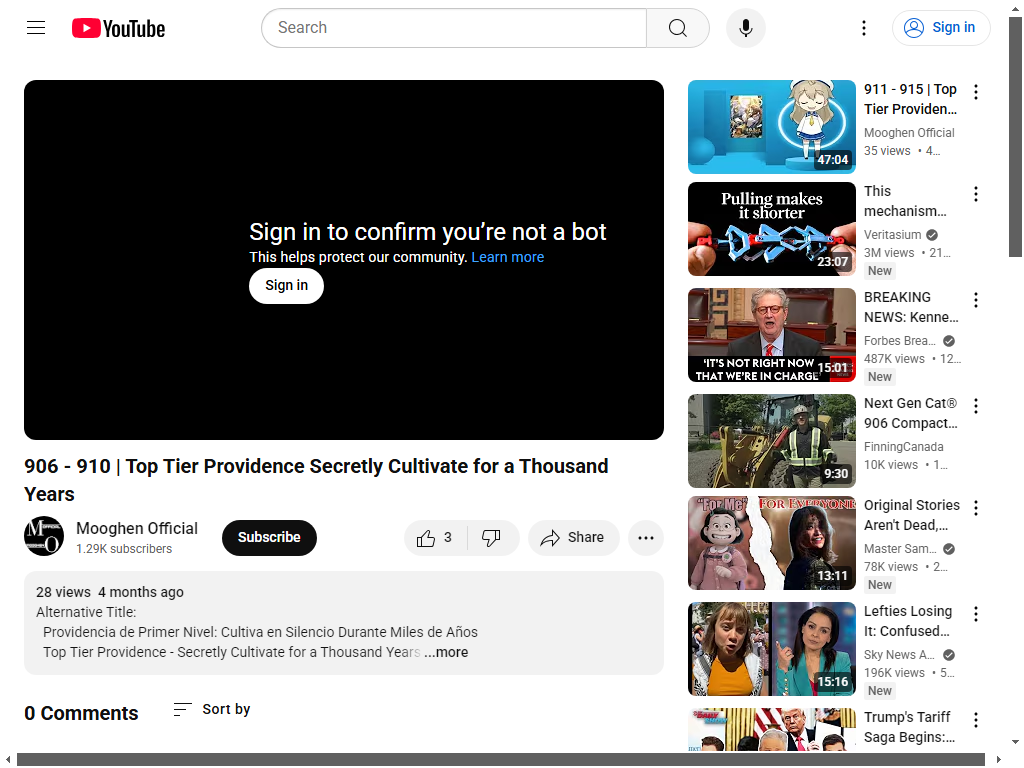 YouTube
Search
Sign in
Sign in to confirm you're not a bot
This helps protect our community. Learn more
Sign in
906 - 910 | Top Tier Providence Secretly Cultivate for a Thousand
Years
Mooghen Official
1.29K subscribers
Subscribe
3
Share
28 views 4 months ago
Alternative Title:
Providencia de Primer Nivel: Cultiva en Silencio Durante Miles de Años
Top Tier Providence - Secretly Cultivate for a Thousand Years ...more
0 Comments
Sort by
47:04
911 - 915 | Top
Tier Providen...
Mooghen Official
35 views • 4...
Pulling makes
it shorter
23:07
This
mechanism...
Veritasium
3M views • 21...
New
'IT'S NOT RIGHT NOW
THAT WE'RE IN CHARGE
15:01
BREAKING
NEWS: Kenne...
Forbes Brea...
487K views • 12...
New
9:30
Next Gen Cat®
906 Compact...
FinningCanada
10K views • 1...
"For Me"
FOR EVERYONE
13:11
Original Stories
Aren't Dead,...
Master Sam...
78K views • 2...
New
15:16
Lefties Losing
It: Confused...
Sky News A...
196K views • 5...
New
Trump's Tariff
Saga Begins:...